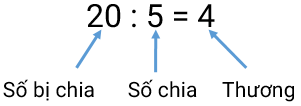 20 : 5 = 4
Số bị chia Số chia Thương